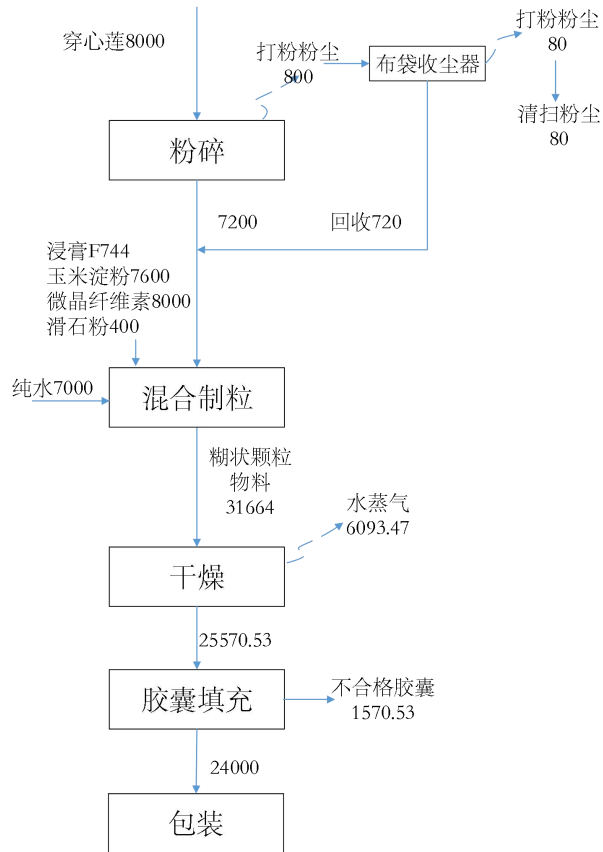 穿心莲8000
打粉粉尘
800
布袋收尘器
打粉粉尘
80
清扫粉尘
80
粉碎
7200
回收720
浸膏F744
玉米淀粉7600
微晶纤维素8000
滑石粉400
纯水7000
混合制粒
糊状颗粒
物料
31664
水蒸气
6093.47
干燥
25570.53
胶囊填充
不合格胶囊
1570.53
24000
包装